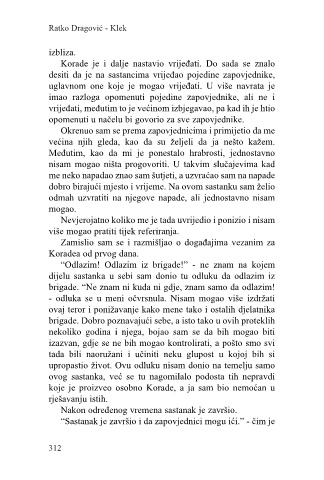 Ratko Dragović - Klek
izbliza.
Korade je i dalje nastavio vrijeđati. Do sada se znalo
desiti da je na sastancima vrijeđao pojedine zapovjednike,
uglavnom one koje je mogao vrijeđati. U više navrata je
imao razloga opomenuti pojedine zapovjednike, ali ne i
vrijeđati, međutim to je većinom izbjegavao, pa kad ih je htio
opomenuti u načelu bi govorio za sve zapovjednike.
Okrenuo sam se prema zapovjednicima i primijetio da me
većina njih gleda, kao da su željeli da ja nešto kažem.
Međutim, kao da mi je ponestalo hrabrosti, jednostavno
nisam mogao ništa progovoriti. U takvim slučajevima kad
me neko napadao znao sam šutjeti, a uzvraćao sam na napade
dobro birajući mjesto i vrijeme. Na ovom sastanku sam želio
odmah uzvratiti na njegove napade, ali jednostavno nisam
mogao.
Nevjerojatno koliko me je tada uvrijedio i ponizio i nisam
više mogao pratiti tijek referiranja.
Zamislio sam se i razmišljao o događajima vezanim za
Koradea od prvog dana.
“Odlazim! Odlazim iz brigade!” - ne znam na kojem
dijelu sastanka u sebi sam donio tu odluku da odlazim iz
brigade. “Ne znam ni kuda ni gdje, znam samo da odlazim!
- odluka se u meni očvrsnula. Nisam mogao više izdržati
ovaj teror i ponižavanje kako mene tako i ostalih djelatnika
brigade. Dobro poznavajući sebe, a isto tako u ovih proteklih
nekoliko godina i njega, bojao sam se da bih mogao biti
izazvan, gdje se ne bih mogao kontrolirati, a pošto smo svi
tada bili naoružani i učiniti neku glupost u kojoj bih si
upropastio život. Ovu odluku nisam donio na temelju samo
ovog sastanka, već se tu nagomilalo podosta tih nepravdi
koje je proizveo osobno Korade, a ja sam bio nemoćan u
rješavanju istih.
Nakon određenog vremena sastanak je završio.
“Sastanak je završio i da zapovjednici mogu ići.” - čim je
312